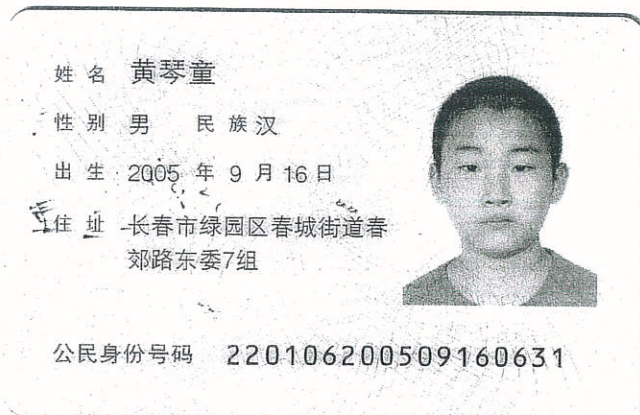 姓名 黄琴童
性别 男 民族 汉
出生 2005 年 9 月 16 日
住址 长春市绿园区春城街道春
郊路东委7组
公民身份号码 220106200509160631